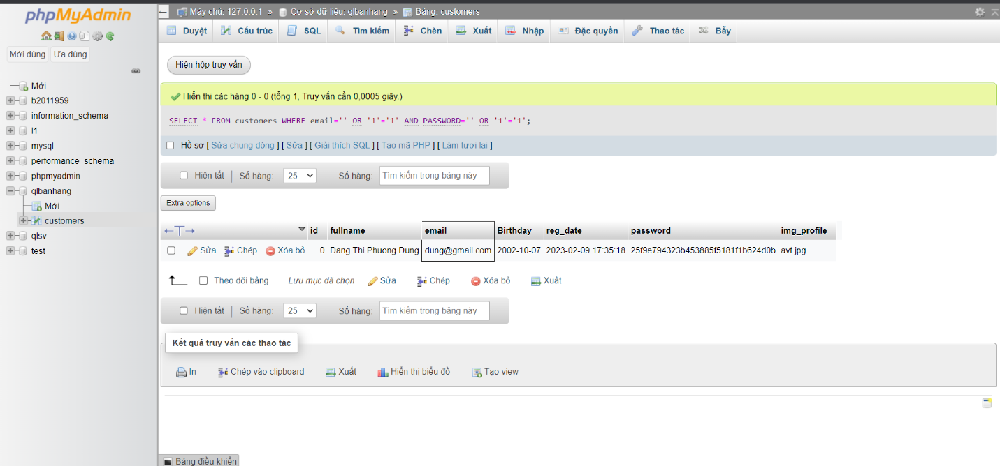 phpMyAdmin
Mới dùng Ưa dùng
Mới
b2011959
information_schema
l1
mysql
performance_schema
phpmyadmin
qlbanhang
Mới
customers
qlsv
test
Máy chủ: 127.0.0.1 » Cơ sở dữ liệu: qlbanhang » Bảng: customers
Duyệt Cấu trúc SQL Tìm kiếm Chèn Xuất Nhập Đặc quyền Thao tác Bẫy
Hiện hộp truy vấn
Hiển thị các hàng 0 - 0 (tổng 1, Truy vấn cần 0,0005 giây.)
SELECT * FROM customers WHERE email='' OR '1'='1' AND PASSWORD='' OR '1'='1';
Hồ sơ [ Sửa chung dòng ] [ Sửa ] [ Giải thích SQL ] [ Tạo mã PHP ] [ Làm tươi lại ]
Hiện tất | Số hàng: 25 Số hàng: Tìm kiếm trong bảng này
Extra options
←T→ id fullname email Birthday reg_date password img_profile
Sửa Chép Xóa bỏ 0 Dang Thi Phuong Dung dung@gmail.com 2002-10-07 2023-02-09 17:35:18 25f9e794323b453885f5181f1b624d0b avt.jpg
Theo dõi bảng Lưu mục đã chọn Sửa Chép Xóa bỏ Xuất
Hiện tất | Số hàng: 25 Số hàng: Tìm kiếm trong bảng này
Kết quả truy vấn các thao tác
In Chép vào clipboard Xuất Hiển thị biểu đồ Tạo view
Bảng điều khiển